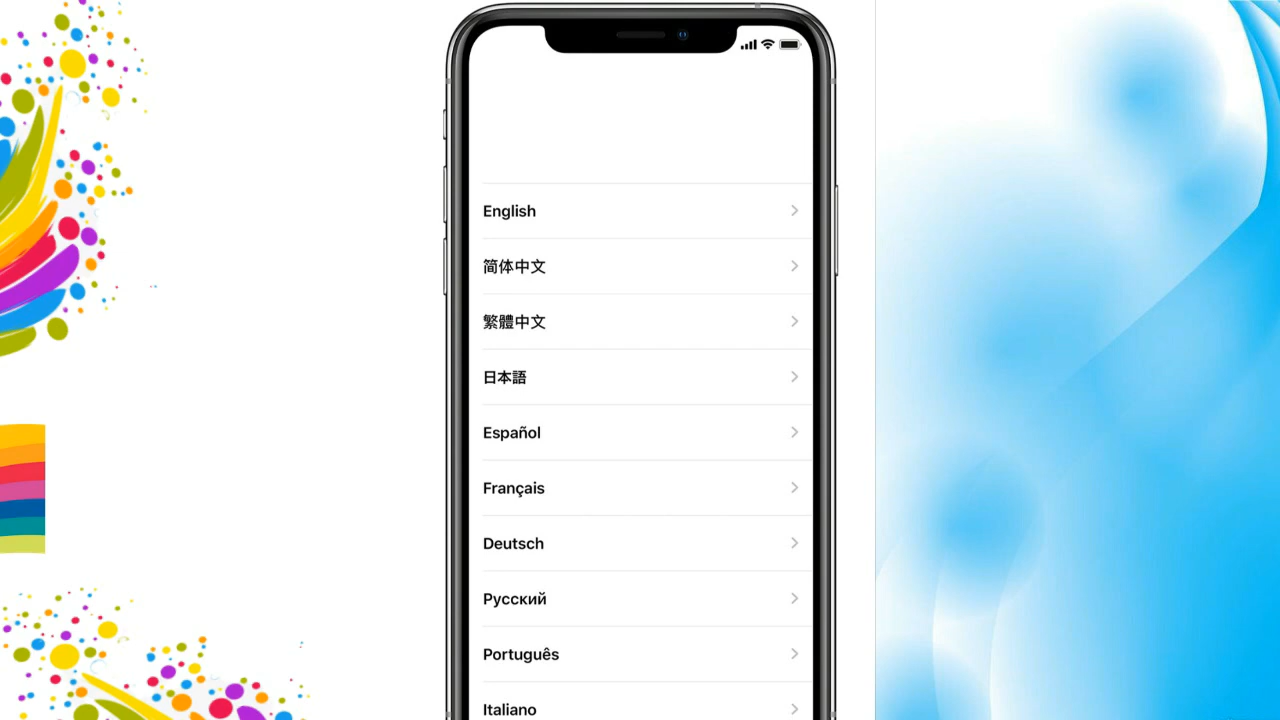 English
简体中文
繁體中文
日本語
Español
Français
Deutsch
Русский
Português
Italiano